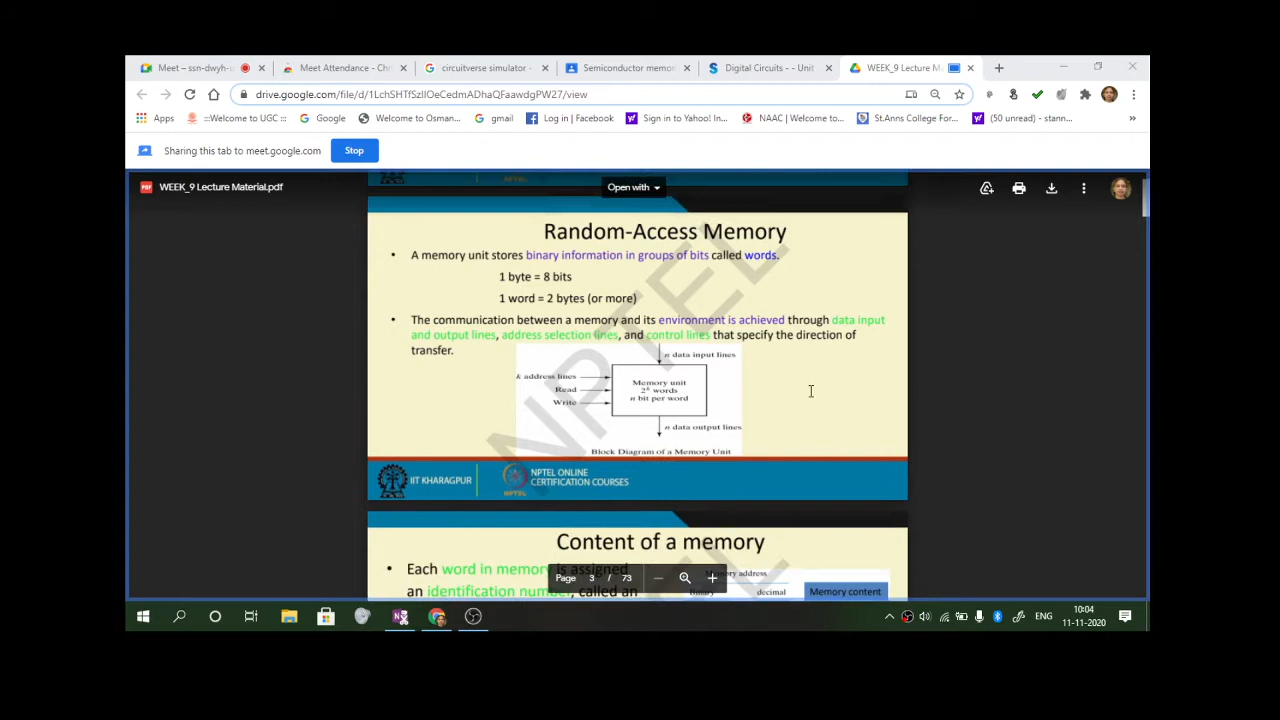 Meet – ssn-dwyh-u
Meet Attendance - Chr
circuitverse simulator -
Semiconductor memor
Digital Circuits - - Unit
WEEK_9 Lecture Ma
drive.google.com/file/d/1LchSHTfSzIlOeCedmADhaQFaawdgPW27/view
Apps
:::Welcome to UGC :::
Google
Welcome to Osman...
gmail
Log in | Facebook
Sign in to Yahoo! In...
NAAC | Welcome to...
St.Anns College For...
(50 unread) - stann...
Sharing this tab to meet.google.com
Stop
WEEK_9 Lecture Material.pdf
Open with
Random-Access Memory
• A memory unit stores binary information in groups of bits called words.
1 byte = 8 bits
1 word = 2 bytes (or more)
• The communication between a memory and its environment is achieved through data input
and output lines, address selection lines, and control lines that specify the direction of
transfer.
n data input lines
k address lines
Read
Write
Memory unit
2^k words
n bit per word
n data output lines
Block Diagram of a Memory Unit
NPTEL
IIT KHARAGPUR
NPTEL
NPTEL ONLINE
CERTIFICATION COURSES
Content of a memory
• Each word in memory is assigned
an identification number, called an
Memory address
Binary
decimal
Memory content
Page 3 / 73
ENG
10:04
11-11-2020